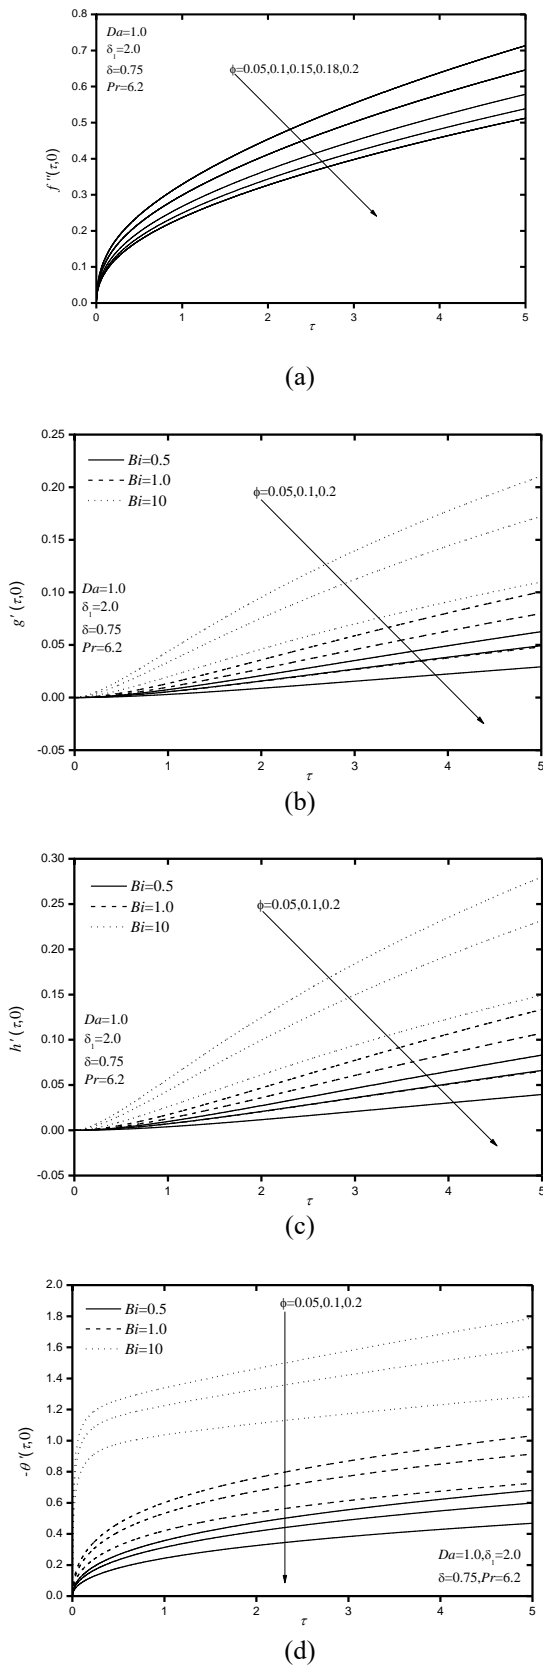 0.8
Da=1.0
δ₁=2.0
δ=0.75
Pr=6.2
ϕ=0.05,0.1,0.15,0.18,0.2
0.7
0.6
0.5
0.4
0.3
0.2
0.1
0.0
f ″(τ,0)
0 1 2 3 4 5
τ
(a)
0.25
Bi=0.5
Bi=1.0
Bi=10
ϕ=0.05,0.1,0.2
0.20
0.15
0.10
0.05
0.00
-0.05
Da=1.0
δ₁=2.0
δ=0.75
Pr=6.2
g′ (τ,0)
0 1 2 3 4 5
τ
(b)
0.30
Bi=0.5
Bi=1.0
Bi=10
ϕ=0.05,0.1,0.2
0.25
0.20
0.15
0.10
0.05
0.00
-0.05
Da=1.0
δ₁=2.0
δ=0.75
Pr=6.2
h′ (τ,0)
0 1 2 3 4 5
τ
(c)
2.0
Bi=0.5
Bi=1.0
Bi=10
ϕ=0.05,0.1,0.2
1.8
1.6
1.4
1.2
1.0
0.8
0.6
0.4
0.2
0.0
-θ ′(τ,0)
Da=1.0,δ₁=2.0
δ=0.75,Pr=6.2
0 1 2 3 4 5
τ
(d)